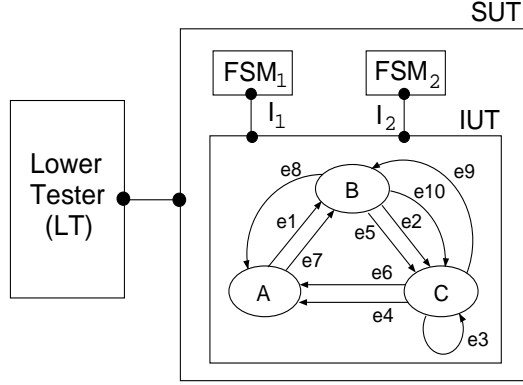 SUT
FSM1
FSM2
I1
I2
IUT
Lower
Tester
(LT)
e8
B
e9
e10
e1
e2
e5
e7
e6
A
C
e4
e3